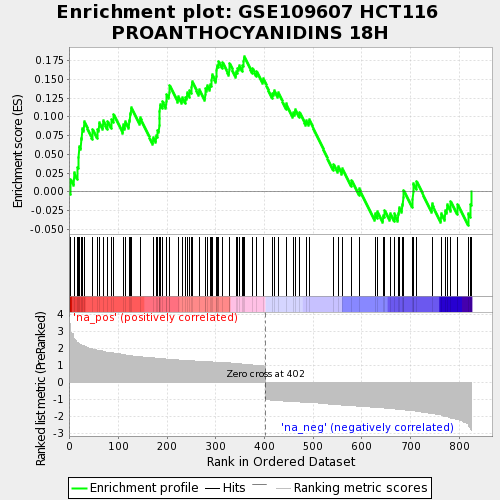 Enrichment plot: GSE109607 HCT116
PROANTHOCYANIDINS 18H
Enrichment score (ES)
0.175
0.150
0.125
0.100
0.075
0.050
0.025
0.000
-0.025
-0.050
'na_pos' (positively correlated)
Ranked list metric (PreRanked)
4
3
2
1
0
-1
-2
-3
Zero cross at 402
'na_neg' (negatively correlated)
0 100 200 300 400 500 600 700 800
Rank in Ordered Dataset
Enrichment profile Hits Ranking metric scores